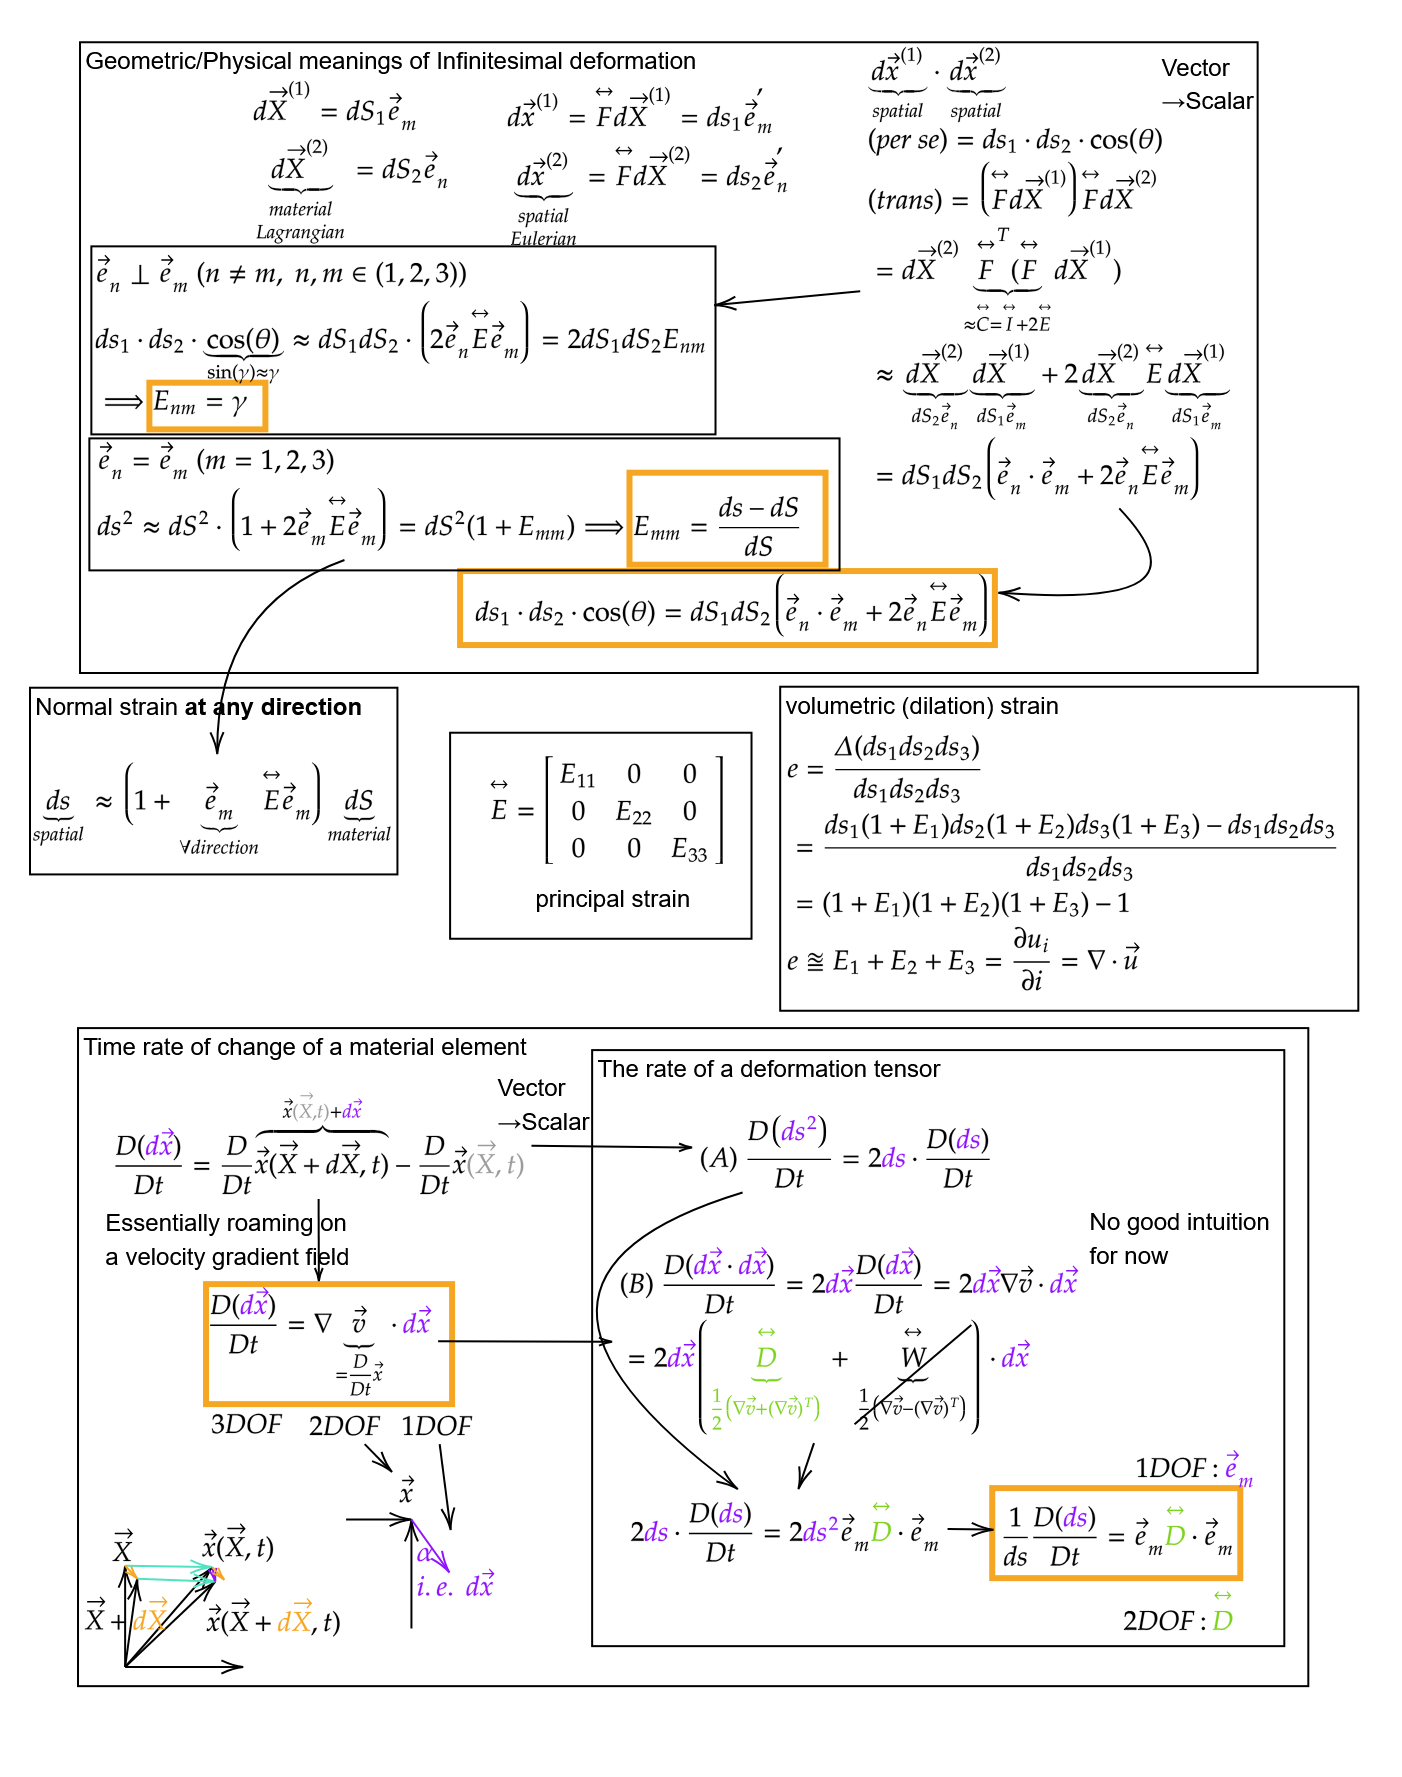 Geometric/Physical meanings of Infinitesimal deformation
$d\vec{X}^{(1)} = dS_1\vec{e}_m$
$d\vec{x}^{(1)} = \overleftrightarrow{F}d\vec{X}^{(1)} = ds_1\vec{e}_m'$
$\underbrace{d\vec{X}^{(2)}}_{material\ Lagrangian} = dS_2\vec{e}_n$
$\underbrace{d\vec{x}^{(2)}}_{spatial\ Eulerian} = \overleftrightarrow{F}d\vec{X}^{(2)} = ds_2\vec{e}_n'$
$\underbrace{d\vec{x}^{(1)}}_{spatial} \cdot \underbrace{d\vec{x}^{(2)}}_{spatial}$
Vector
→Scalar
$(per\ se) = ds_1 \cdot ds_2 \cdot \cos(\theta)$
$(trans) = \left(\overleftrightarrow{F}d\vec{X}^{(1)}\right)\overleftrightarrow{F}d\vec{X}^{(2)}$
$= d\vec{X}^{(2)} \underbrace{\overleftrightarrow{F}^T (\overleftrightarrow{F}}_{\approx \overleftrightarrow{C} = \overleftrightarrow{I} + 2\overleftrightarrow{E}} d\vec{X}^{(1)})$
$\approx \underbrace{d\vec{X}^{(2)}}_{dS_2\vec{e}_n} \underbrace{d\vec{X}^{(1)}}_{dS_1\vec{e}_m} + 2\underbrace{d\vec{X}^{(2)}}_{dS_2\vec{e}_n} \overleftrightarrow{E} \underbrace{d\vec{X}^{(1)}}_{dS_1\vec{e}_m}$
$= dS_1dS_2\left(\vec{e}_n \cdot \vec{e}_m + 2\vec{e}_n\overleftrightarrow{E}\vec{e}_m\right)$
$\vec{e}_n \perp \vec{e}_m\ (n \neq m,\ n, m \in (1, 2, 3))$
$ds_1 \cdot ds_2 \cdot \underbrace{\cos(\theta)}_{\sin(\gamma) \approx \gamma} \approx dS_1dS_2 \cdot \left(2\vec{e}_n\overleftrightarrow{E}\vec{e}_m\right) = 2dS_1dS_2E_{nm}$
$\Longrightarrow E_{nm} = \gamma$
$\vec{e}_n = \vec{e}_m\ (m = 1, 2, 3)$
$ds^2 \approx dS^2 \cdot \left(1 + 2\vec{e}_m\overleftrightarrow{E}\vec{e}_m\right) = dS^2(1 + E_{mm}) \Longrightarrow E_{mm} = \frac{ds - dS}{dS}$
$ds_1 \cdot ds_2 \cdot \cos(\theta) = dS_1dS_2\left(\vec{e}_n \cdot \vec{e}_m + 2\vec{e}_n\overleftrightarrow{E}\vec{e}_m\right)$
Normal strain at any direction
$\underbrace{ds}_{spatial} \approx \left(1 + \underbrace{\vec{e}_m}_{\forall direction} \overleftrightarrow{E}\vec{e}_m\right) \underbrace{dS}_{material}$
$\overleftrightarrow{E} = \begin{bmatrix} E_{11} & 0 & 0 \\ 0 & E_{22} & 0 \\ 0 & 0 & E_{33} \end{bmatrix}$
principal strain
volumetric (dilation) strain
$e = \frac{\Delta(ds_1ds_2ds_3)}{ds_1ds_2ds_3}$
$= \frac{ds_1(1 + E_1)ds_2(1 + E_2)ds_3(1 + E_3) - ds_1ds_2ds_3}{ds_1ds_2ds_3}$
$= (1 + E_1)(1 + E_2)(1 + E_3) - 1$
$e \approxeq E_1 + E_2 + E_3 = \frac{\partial u_i}{\partial i} = \nabla \cdot \vec{u}$
Time rate of change of a material element
Vector
→Scalar
$\frac{D(d\vec{x})}{Dt} = \frac{D}{Dt}\overbrace{\vec{x}(\vec{X} + d\vec{X}, t)}^{\vec{x}(\vec{X}, t) + d\vec{x}} - \frac{D}{Dt}\vec{x}(\vec{X}, t)$
Essentially roaming on
a velocity gradient field
$\frac{D(d\vec{x})}{Dt} = \nabla \underbrace{\vec{v}}_{= \frac{D}{Dt}\vec{x}} \cdot d\vec{x}$
3DOF 2DOF 1DOF
$\vec{x}$
$\alpha$
$i.e.\ d\vec{x}$
$\vec{X}$
$\vec{x}(\vec{X}, t)$
$\vec{X} + d\vec{X}$
$\vec{x}(\vec{X} + d\vec{X}, t)$
The rate of a deformation tensor
$(A)\ \frac{D(ds^2)}{Dt} = 2ds \cdot \frac{D(ds)}{Dt}$
No good intuition
for now
$(B)\ \frac{D(d\vec{x} \cdot d\vec{x})}{Dt} = 2d\vec{x}\frac{D(d\vec{x})}{Dt} = 2d\vec{x}\nabla\vec{v} \cdot d\vec{x}$
$= 2d\vec{x}\left(\underbrace{\overleftrightarrow{D}}_{\frac{1}{2}(\nabla\vec{v} + (\nabla\vec{v})^T)} + \underbrace{\overleftrightarrow{W}}_{\frac{1}{2}(\nabla\vec{v} - (\nabla\vec{v})^T)}\right) \cdot d\vec{x}$
$2ds \cdot \frac{D(ds)}{Dt} = 2ds^2\vec{e}_m\overleftrightarrow{D} \cdot \vec{e}_m$
$1DOF : \vec{e}_m$
$\frac{1}{ds}\frac{D(ds)}{Dt} = \vec{e}_m\overleftrightarrow{D} \cdot \vec{e}_m$
$2DOF : \overleftrightarrow{D}$